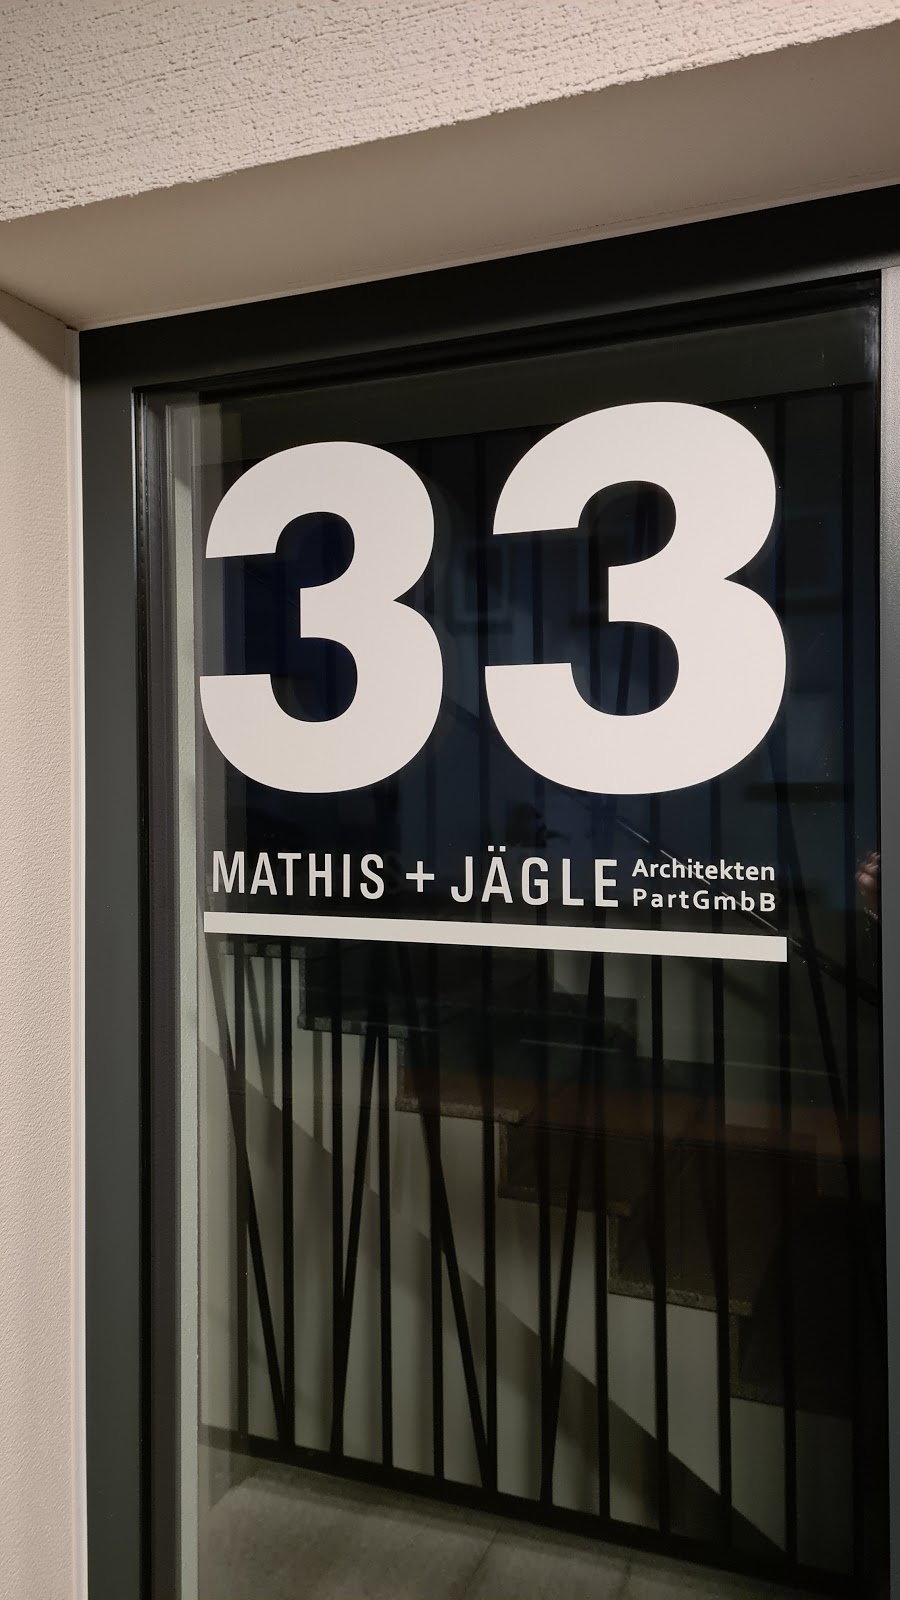 33
MATHIS + JÄGLE Architekten
PartGmbB